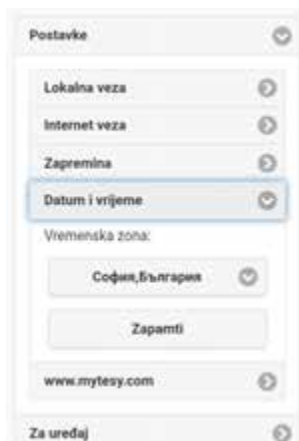 Postavke
Lokalna veza
Internet veza
Zapremina
Datum i vrijeme
Vremenska zona:
София,България
Zapamti
www.mytesy.com
Za uređaj